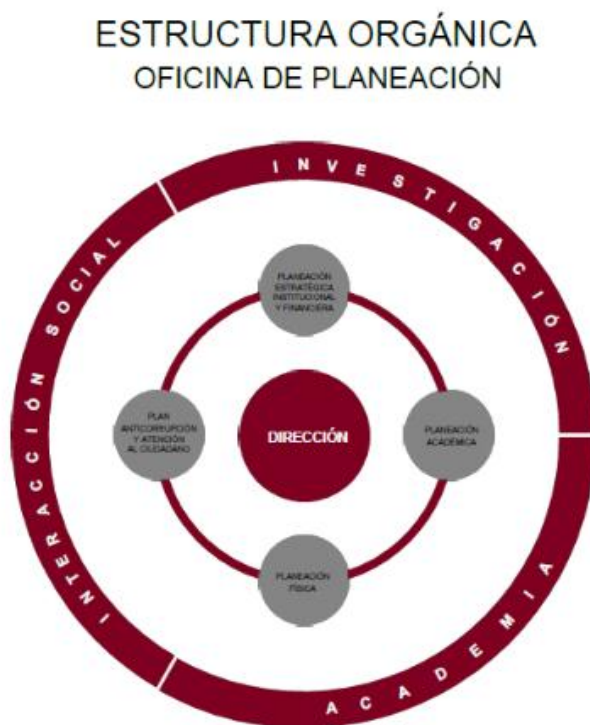 ESTRUCTURA ORGÁNICA
OFICINA DE PLANEACIÓN
INVESTIGACIÓN
INTERACCIÓN SOCIAL
PLANEACIÓN
ESTRATÉGICA
INSTITUCIONAL
Y FINANCIERA
PLAN
ANTICORRUPCIÓN
Y ATENCIÓN
AL CIUDADANO
DIRECCIÓN
PLANEACIÓN
ACADÉMICA
PLANEACIÓN
FÍSICA
ACADEMIA